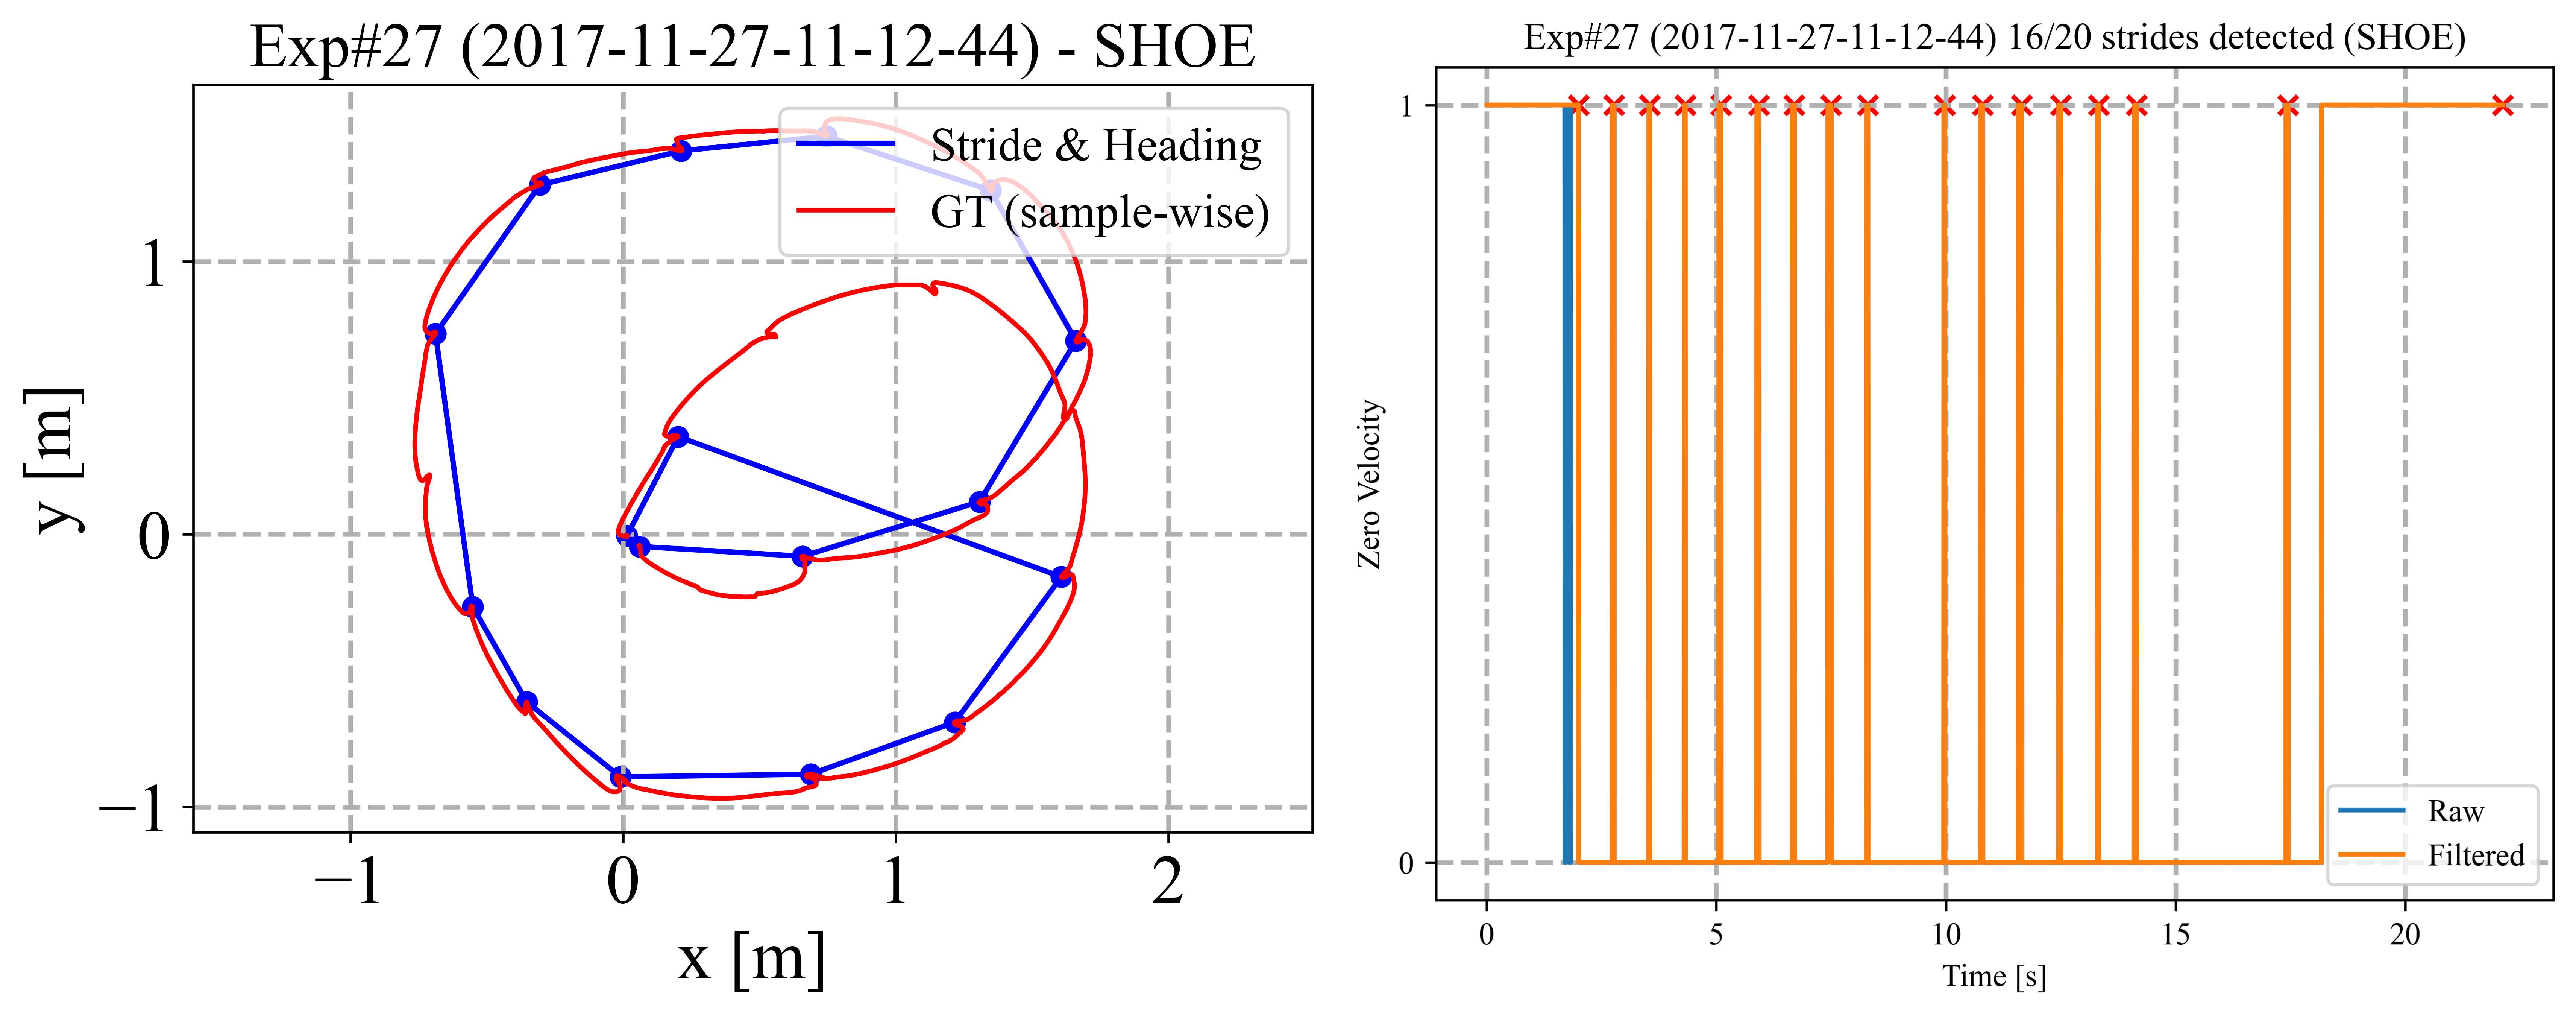 Exp#27 (2017-11-27-11-12-44) - SHOE
Stride & Heading
GT (sample-wise)
y [m]
1
0
−1
−1
0
1
2
x [m]
Exp#27 (2017-11-27-11-12-44) 16/20 strides detected (SHOE)
Zero Velocity
1
0
Raw
Filtered
0
5
10
15
20
Time [s]